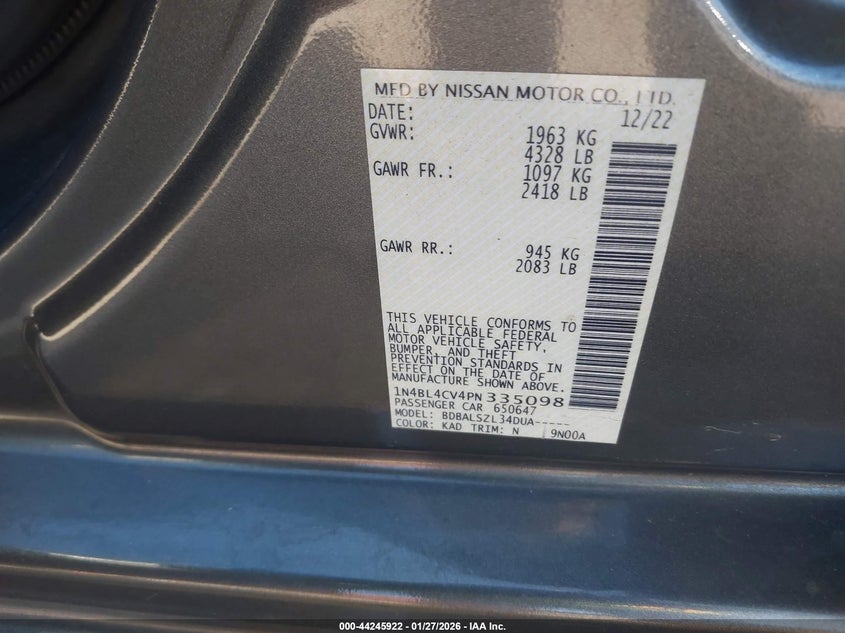 MFD BY NISSAN MOTOR CO., LTD.
DATE: 12/22
GVWR: 1963 KG
4328 LB
GAWR FR.: 1097 KG
2418 LB
GAWR RR.: 945 KG
2083 LB
THIS VEHICLE CONFORMS TO
ALL APPLICABLE FEDERAL
MOTOR VEHICLE SAFETY,
BUMPER, AND THEFT
PREVENTION STANDARDS IN
EFFECT ON THE DATE OF
MANUFACTURE SHOWN ABOVE.
1N4BL4CV4PN335098
PASSENGER CAR 650647
MODEL: BDBALSZL34DUA-----
COLOR: KAD TRIM: N 9N00A
000-44245922 - 01/27/2026 - IAA Inc.